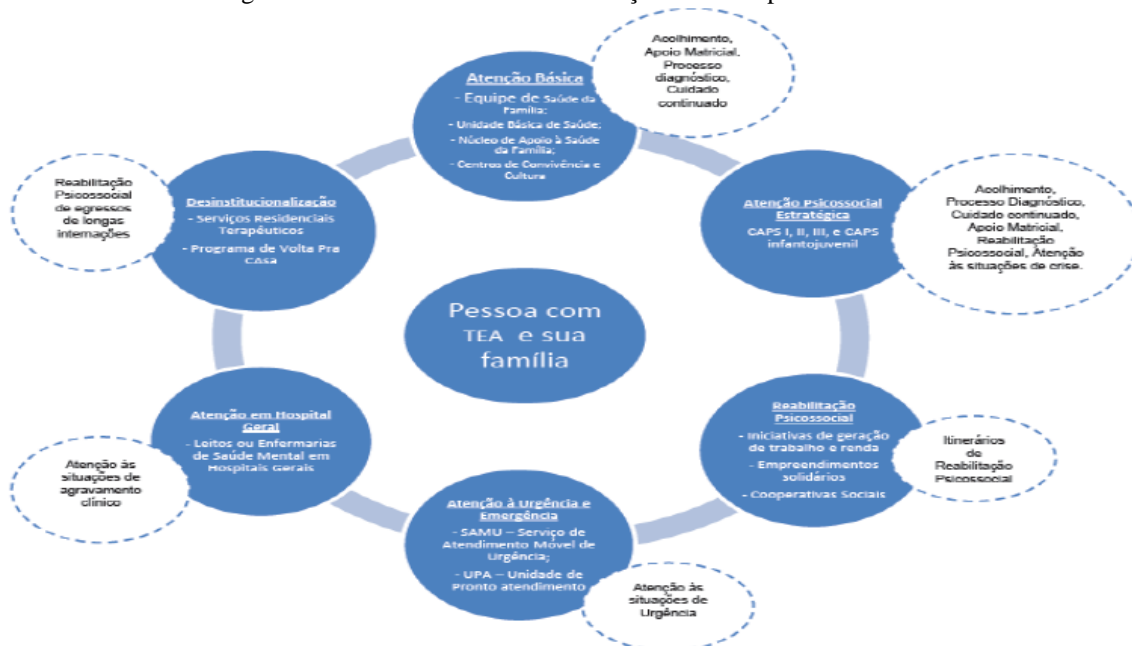 Atenção Básica
- Equipe de Saúde da
Família;
- Unidade Básica de Saúde;
- Núcleo de Apoio à Saúde
da Família;
- Centros de Convivência e
Cultura
Acolhimento,
Apoio Matricial.
Processo
diagnóstico,
Cuidado
continuado
Atenção Psicossocial
Estratégica
CAPS I, II, III, e CAPS
infantojuvenil
Acolhimento,
Processo Diagnóstico,
Cuidado continuado,
Apoio Matricial,
Reabilitação
Psicossocial, Atenção
às situações de crise.
Reabilitação
Psicossocial
- Iniciativas de geração
de trabalho e renda
- Empreendimentos
solidários
- Cooperativas Sociais
Itinerários
de
Reabilitação
Psicossocial
Atenção à Urgência e
Emergência
- SAMU – Serviço de
Atendimento Móvel de
Urgência;
- UPA – Unidade de
Pronto atendimento
Atenção às
situações de
Urgência
Atenção em Hospital
Geral
- Leitos ou Enfermarias
de Saúde Mental em
Hospitais Gerais
Atenção às
situações de
agravamento
clínico
Desinstitucionalização
- Serviços Residenciais
Terapêuticos
- Programa de Volta Pra
CAsa
Reabilitação
Psicossocial
de egressos
de longas
internações
Pessoa com
TEA e sua
família